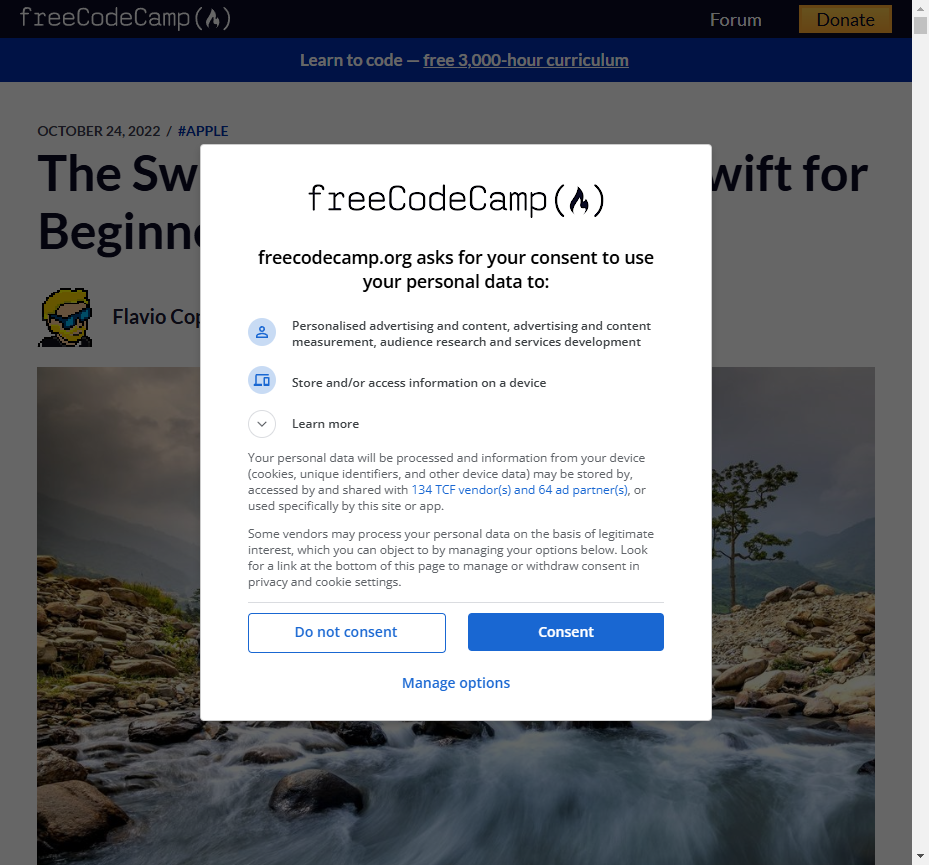 freeCodeCamp(🔥)
Forum
Donate
Learn to code — free 3,000-hour curriculum
OCTOBER 24, 2022 / #APPLE
The Sw
wift for
Beginn
Flavio Cop
freeCodeCamp(🔥)
freecodecamp.org asks for your consent to use
your personal data to:
Personalised advertising and content, advertising and content
measurement, audience research and services development
Store and/or access information on a device
Learn more
Your personal data will be processed and information from your device
(cookies, unique identifiers, and other device data) may be stored by,
accessed by and shared with 134 TCF vendor(s) and 64 ad partner(s), or
used specifically by this site or app.
Some vendors may process your personal data on the basis of legitimate
interest, which you can object to by managing your options below. Look
for a link at the bottom of this page to manage or withdraw consent in
privacy and cookie settings.
Do not consent
Consent
Manage options